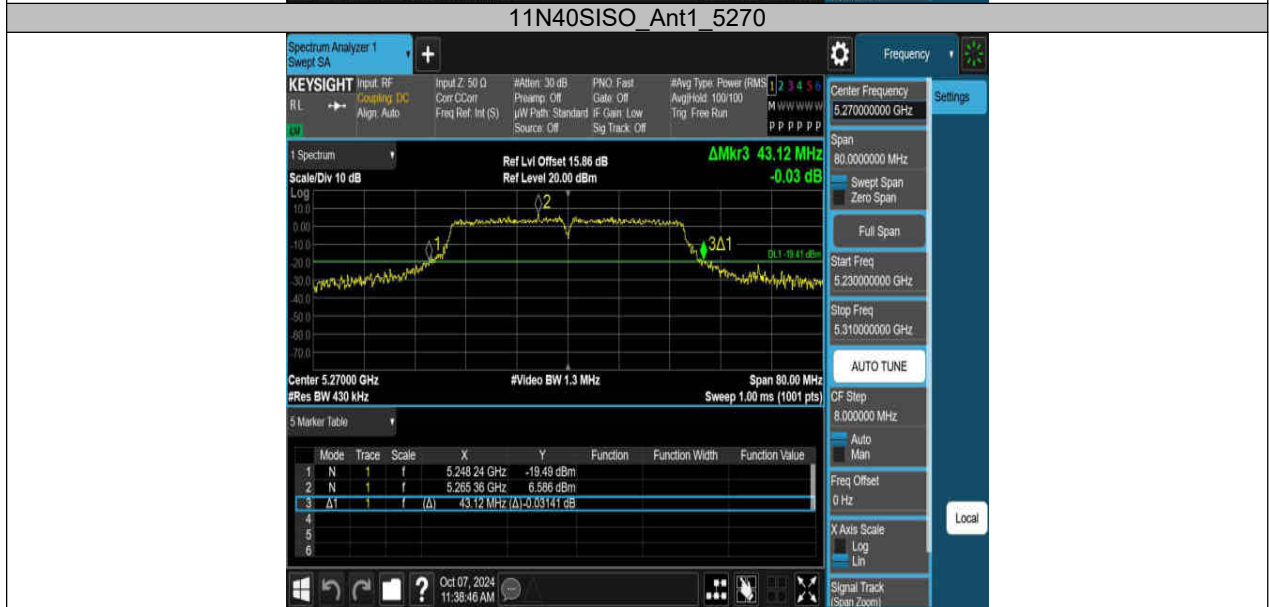 11N40SISO_Ant1_5270
Spectrum Analyzer 1
Swept SA
+
Frequency
KEYSIGHT
RL
Input: RF
Coupling: DC
Align: Auto
Input Z: 50 Ω
Corr CCorr
Freq Ref: Int (S)
#Atten: 30 dB
Preamp: Off
µW Path: Standard
Source: Off
PNO: Fast
Gate: Off
IF Gain: Low
Sig Track: Off
#Avg Type: Power (RMS
Avg|Hold: 100/100
Trig: Free Run
1 2 3 4 5 6
M W W W W W
P P P P P P
1 Spectrum
Scale/Div 10 dB
Ref Lvl Offset 15.86 dB
Ref Level 20.00 dBm
ΔMkr3 43.12 MHz
-0.03 dB
Log
10.0
0.00
-10.0
-20.0
-30.0
-40.0
-50.0
-60.0
-70.0
1
2
3Δ1
DL1 -19.41 dBm
Center 5.27000 GHz
#Video BW 1.3 MHz
Span 80.00 MHz
#Res BW 430 kHz
Sweep 1.00 ms (1001 pts)
5 Marker Table
Mode Trace Scale X Y Function Function Width Function Value
1 N 1 f 5.248 24 GHz -19.49 dBm
2 N 1 f 5.265 36 GHz 6.586 dBm
3 Δ1 1 f (Δ) 43.12 MHz (Δ) -0.03141 dB
4
5
6
Center Frequency
5.270000000 GHz
Settings
Span
80.0000000 MHz
Swept Span
Zero Span
Full Span
Start Freq
5.230000000 GHz
Stop Freq
5.310000000 GHz
AUTO TUNE
CF Step
8.000000 MHz
Auto
Man
Freq Offset
0 Hz
X Axis Scale
Log
Lin
Local
Signal Track
(Span Zoom)
?
Oct 07, 2024
11:38:46 AM